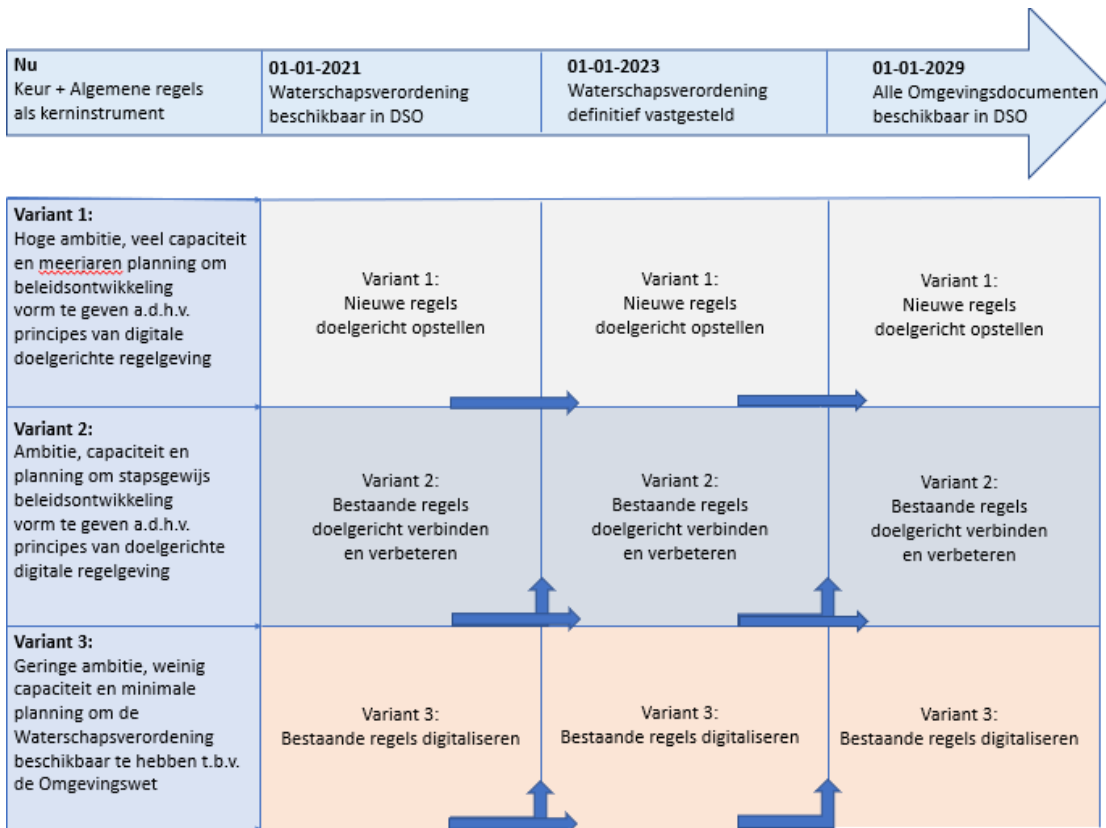 Nu
Keur + Algemene regels
als kerninstrument
01-01-2021
Waterschapsverordening
beschikbaar in DSO
01-01-2023
Waterschapsverordening
definitief vastgesteld
01-01-2029
Alle Omgevingsdocumenten
beschikbaar in DSO
Variant 1:
Hoge ambitie, veel capaciteit
en meerjaren planning om
beleidsontwikkeling
vorm te geven a.d.h.v.
principes van digitale
doelgerichte regelgeving
Variant 1:
Nieuwe regels
doelgericht opstellen
Variant 1:
Nieuwe regels
doelgericht opstellen
Variant 1:
Nieuwe regels
doelgericht opstellen
Variant 2:
Ambitie, capaciteit en
planning om stapsgewijs
beleidsontwikkeling
vorm te geven a.d.h.v.
principes van doelgerichte
digitale regelgeving
Variant 2:
Bestaande regels
doelgericht verbinden
en verbeteren
Variant 2:
Bestaande regels
doelgericht verbinden
en verbeteren
Variant 2:
Bestaande regels
doelgericht verbinden
en verbeteren
Variant 3:
Geringe ambitie, weinig
capaciteit en minimale
planning om de
Waterschapsverordening
beschikbaar te hebben t.b.v.
de Omgevingswet
Variant 3:
Bestaande regels digitaliseren
Variant 3:
Bestaande regels digitaliseren
Variant 3:
Bestaande regels digitaliseren